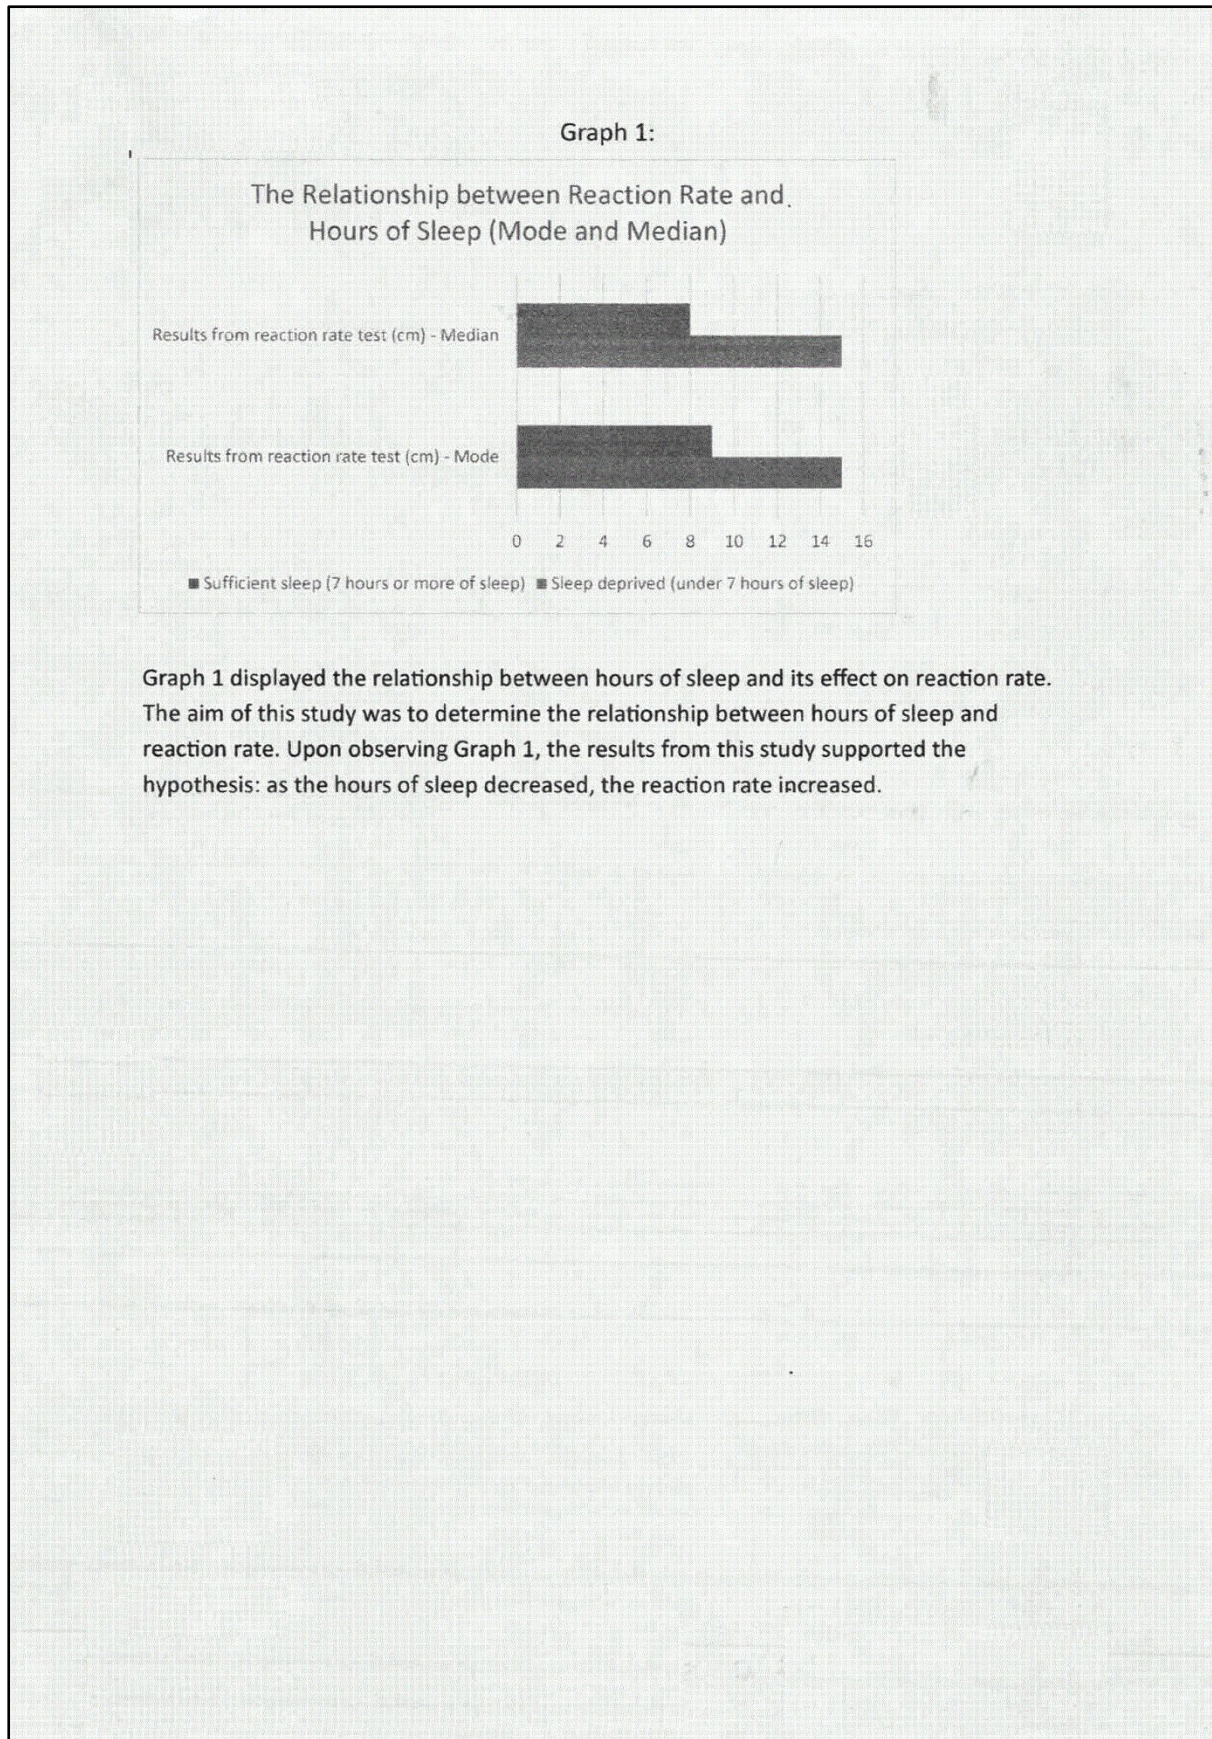 Graph 1:
The Relationship between Reaction Rate and.
Hours of Sleep (Mode and Median)
Results from reaction rate test (cm) - Median
Results from reaction rate test (cm) - Mode
0 2 4 6 8 10 12 14 16
■ Sufficient sleep (7 hours or more of sleep) ■ Sleep deprived (under 7 hours of sleep)
Graph 1 displayed the relationship between hours of sleep and its effect on reaction rate.
The aim of this study was to determine the relationship between hours of sleep and
reaction rate. Upon observing Graph 1, the results from this study supported the
hypothesis: as the hours of sleep decreased, the reaction rate increased.